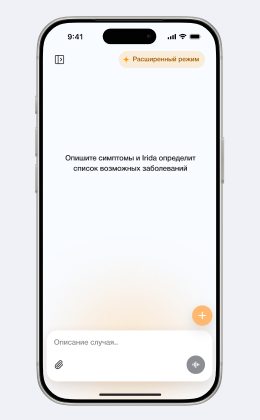 9:41
Расширенный режим
Опишите симптомы и Irida определит
список возможных заболеваний
Описание случая..